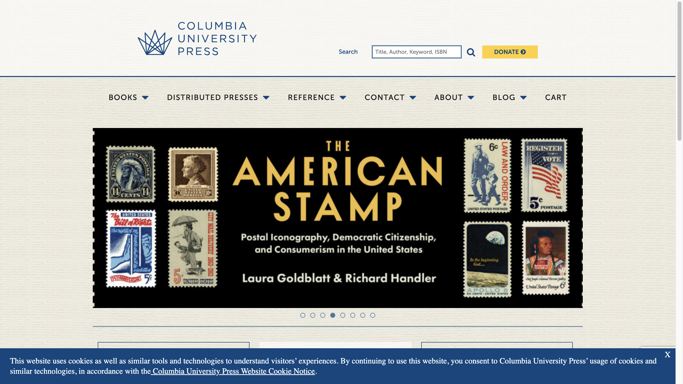 COLUMBIA
UNIVERSITY
PRESS
Search
Title, Author, Keyword, ISBN
DONATE
BOOKS
DISTRIBUTED PRESSES
REFERENCE
CONTACT
ABOUT
BLOG
CART
THE
AMERICAN
STAMP
Postal Iconography, Democratic Citizenship,
and Consumerism in the United States
Laura Goldblatt & Richard Handler
14 CENTS 14
UNITED STATES
The Bill of Rights
5¢
5¢
6¢
LAW AND ORDER
REGISTER
VOTE
5¢
POSTAGE
In the beginning
God...
APOLLO 8
United States Postage 6¢
This website uses cookies as well as similar tools and technologies to understand visitors' experiences. By continuing to use this website, you consent to Columbia University Press' usage of cookies and
similar technologies, in accordance with the Columbia University Press Website Cookie Notice.
X